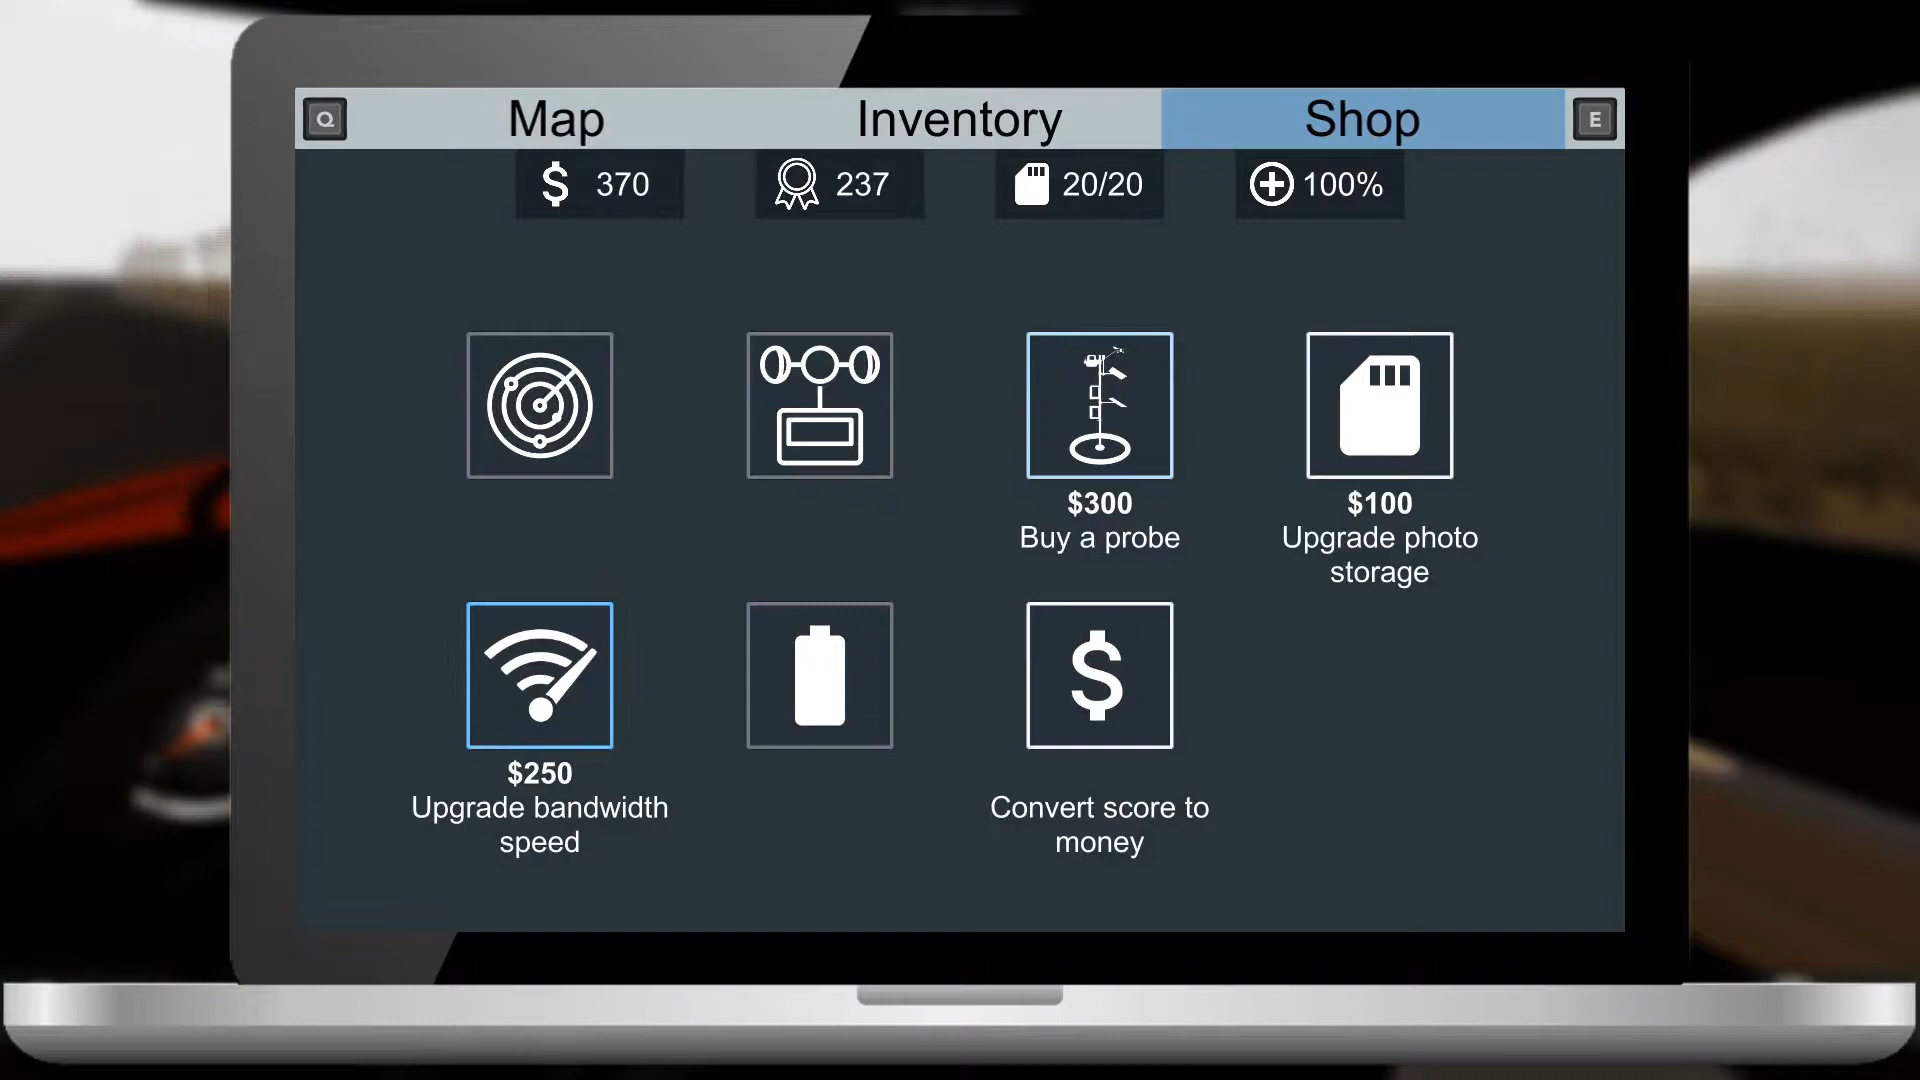 Q
Map
Inventory
Shop
E
$ 370
237
20/20
100%
$300
Buy a probe
$100
Upgrade photo
storage
$250
Upgrade bandwidth
speed
$
Convert score to
money